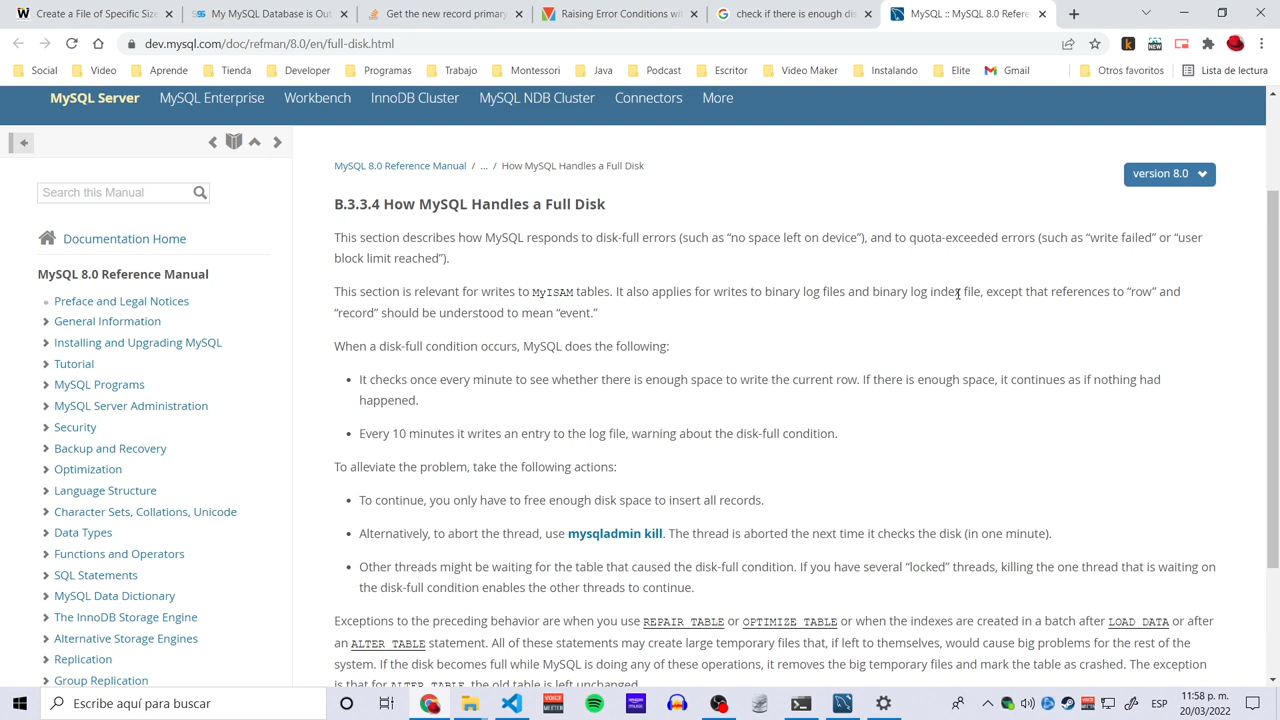 Create a File of Specific Size
My MySQL Database is Out
Get the new record primary
Raising Error Conditions with
check if there is enough disk
MySQL :: MySQL 8.0 Refere
dev.mysql.com/doc/refman/8.0/en/full-disk.html
Social
Video
Aprende
Tienda
Developer
Programas
Trabajo
Montessori
Java
Podcast
Escritor
Video Maker
Instalando
Elite
Gmail
Otros favoritos
Lista de lectura
MySQL Server
MySQL Enterprise
Workbench
InnoDB Cluster
MySQL NDB Cluster
Connectors
More
MySQL 8.0 Reference Manual / ... / How MySQL Handles a Full Disk
version 8.0
Search this Manual
Documentation Home
MySQL 8.0 Reference Manual
Preface and Legal Notices
General Information
Installing and Upgrading MySQL
Tutorial
MySQL Programs
MySQL Server Administration
Security
Backup and Recovery
Optimization
Language Structure
Character Sets, Collations, Unicode
Data Types
Functions and Operators
SQL Statements
MySQL Data Dictionary
The InnoDB Storage Engine
Alternative Storage Engines
Replication
Group Replication
B.3.3.4 How MySQL Handles a Full Disk
This section describes how MySQL responds to disk-full errors (such as “no space left on device”), and to quota-exceeded errors (such as “write failed” or “user
block limit reached”).
This section is relevant for writes to MyISAM tables. It also applies for writes to binary log files and binary log index file, except that references to “row” and
“record” should be understood to mean “event.”
When a disk-full condition occurs, MySQL does the following:
• It checks once every minute to see whether there is enough space to write the current row. If there is enough space, it continues as if nothing had
happened.
• Every 10 minutes it writes an entry to the log file, warning about the disk-full condition.
To alleviate the problem, take the following actions:
• To continue, you only have to free enough disk space to insert all records.
• Alternatively, to abort the thread, use mysqladmin kill. The thread is aborted the next time it checks the disk (in one minute).
• Other threads might be waiting for the table that caused the disk-full condition. If you have several “locked” threads, killing the one thread that is waiting on
the disk-full condition enables the other threads to continue.
Exceptions to the preceding behavior are when you use REPAIR TABLE or OPTIMIZE TABLE or when the indexes are created in a batch after LOAD DATA or after
an ALTER TABLE statement. All of these statements may create large temporary files that, if left to themselves, would cause big problems for the rest of the
system. If the disk becomes full while MySQL is doing any of these operations, it removes the big temporary files and mark the table as crashed. The exception
is that for ALTER TABLE, the old table is left unchanged.
Escribe aquí para buscar
ESP
11:58 p. m.
20/03/2022